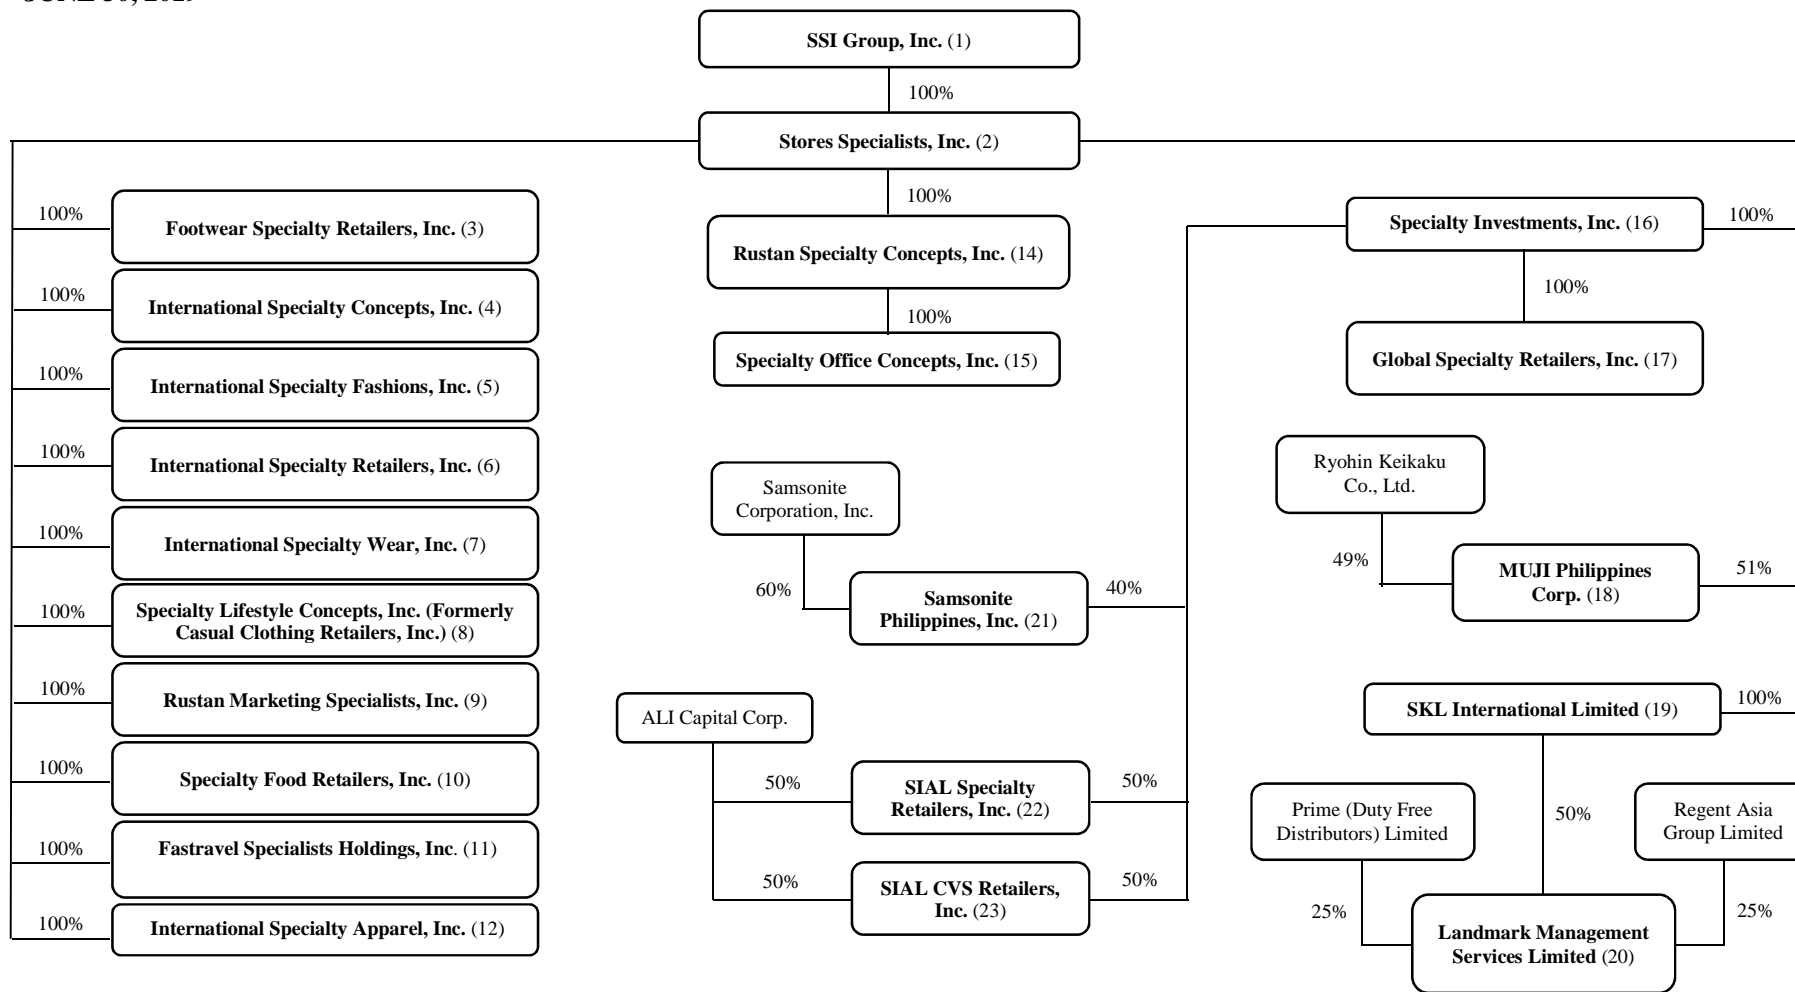 SSI Group, Inc. (1)
100%
Stores Specialists, Inc. (2)
100%
100%
Footwear Specialty Retailers, Inc. (3)
100%
International Specialty Concepts, Inc. (4)
100%
International Specialty Fashions, Inc. (5)
100%
International Specialty Retailers, Inc. (6)
100%
International Specialty Wear, Inc. (7)
100%
Specialty Lifestyle Concepts, Inc. (Formerly
Casual Clothing Retailers, Inc.) (8)
100%
Rustan Marketing Specialists, Inc. (9)
100%
Specialty Food Retailers, Inc. (10)
100%
Fastravel Specialists Holdings, Inc. (11)
100%
International Specialty Apparel, Inc. (12)
Rustan Specialty Concepts, Inc. (14)
100%
Specialty Office Concepts, Inc. (15)
Samsonite
Corporation, Inc.
60%
Samsonite
Philippines, Inc. (21)
40%
ALI Capital Corp.
50%
SIAL Specialty
Retailers, Inc. (22)
50%
50%
SIAL CVS Retailers,
Inc. (23)
50%
Specialty Investments, Inc. (16)
100%
100%
Global Specialty Retailers, Inc. (17)
Ryohin Keikaku
Co., Ltd.
49%
MUJI Philippines
Corp. (18)
51%
SKL International Limited (19)
100%
Prime (Duty Free
Distributors) Limited
50%
Regent Asia
Group Limited
25%
Landmark Management
Services Limited (20)
25%